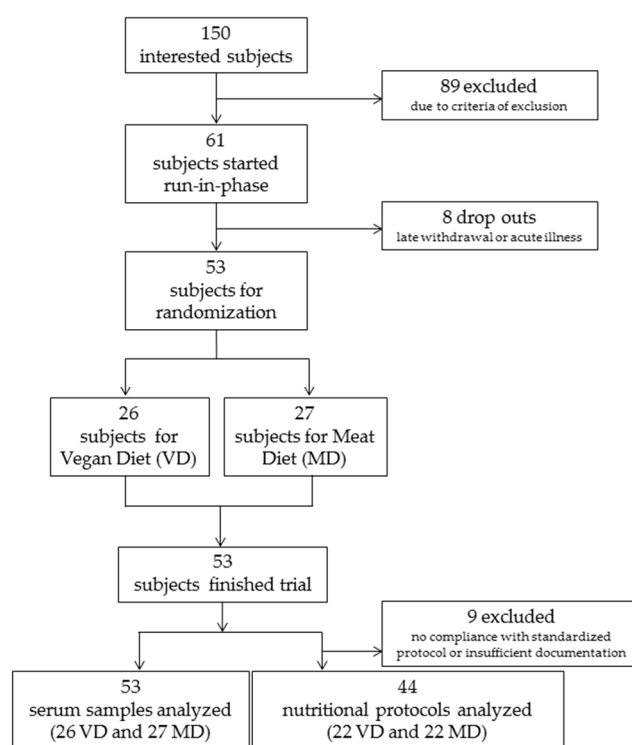 150
interested subjects
89 excluded
due to criteria of exclusion
61
subjects started
run-in-phase
8 drop outs
late withdrawal or acute illness
53
subjects for
randomization
26
subjects for
Vegan Diet (VD)
27
subjects for Meat
Diet (MD)
53
subjects finished trial
9 excluded
no compliance with standardized
protocol or insufficient documentation
53
serum samples analyzed
(26 VD and 27 MD)
44
nutritional protocols analyzed
(22 VD and 22 MD)